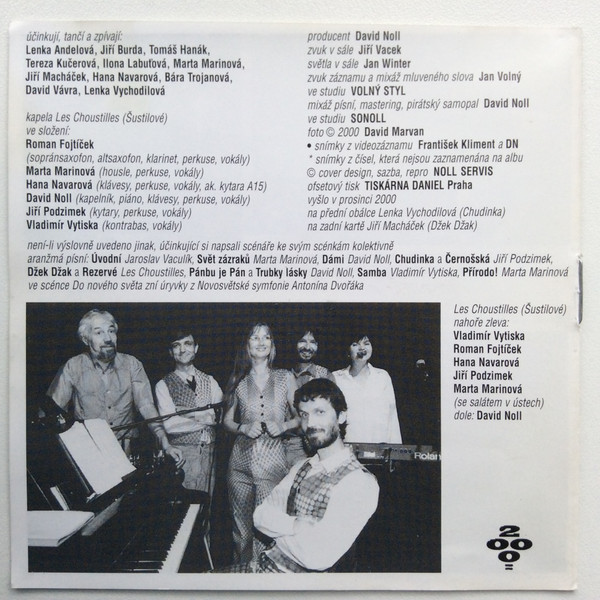 účinkují, tančí a zpívají:
Lenka Andelová, Jiří Burda, Tomáš Hanák,
Tereza Kučerová, Ilona Labuťová, Marta Marinová,
Jiří Macháček, Hana Navarová, Bára Trojanová,
David Vávra, Lenka Vychodilová
kapela Les Choustilles (Šustilové)
ve složení:
Roman Fojtíček
(sopránsaxofon, altsaxofon, klarinet, perkuse, vokály)
Marta Marinová (housle, perkuse, vokály)
Hana Navarová (klávesy, perkuse, vokály, ak. kytara A15)
David Noll (kapelník, piáno, klávesy, perkuse, vokály)
Jiří Podzimek (kytary, perkuse, vokály)
Vladimír Vytiska (kontrabas, vokály)
producent David Noll
zvuk v sále Jiří Vacek
světla v sále Jan Winter
zvuk záznamu a mixáž mluveného slova Jan Volný
ve studiu VOLNÝ STYL
mixáž písní, mastering, pirátský samopal David Noll
ve studiu SONOLL
foto © 2000 David Marvan
• snímky z videozáznamu František Kliment a DN
* snímky z čísel, která nejsou zaznamenána na albu
© cover design, sazba, repro NOLL SERVIS
ofsetový tisk TISKÁRNA DANIEL Praha
vyšlo v prosinci 2000
na přední obálce Lenka Vychodilová (Chudinka)
na zadní kartě Jiří Macháček (Džek Džak)
není-li výslovně uvedeno jinak, účinkující si napsali scénáře ke svým scénkám kolektivně
aranžmá písní: Úvodní Jaroslav Vaculík, Svět zázraků Marta Marinová, Dámi David Noll, Chudinka a Černošská Jiří Podzimek,
Džek Džak a Rezervé Les Choustilles, Pánbu je Pán a Trubky lásky David Noll, Samba Vladimír Vytiska, Přírodo! Marta Marinová
ve scénce Do nového světa zní úryvky z Novosvětské symfonie Antonína Dvořáka
Les Choustilles (Šustilové)
nahoře zleva:
Vladimír Vytiska
Roman Fojtíček
Hana Navarová
Jiří Podzimek
Marta Marinová
(se salátem v ústech)
dole: David Noll
Roland
2
00
0
=